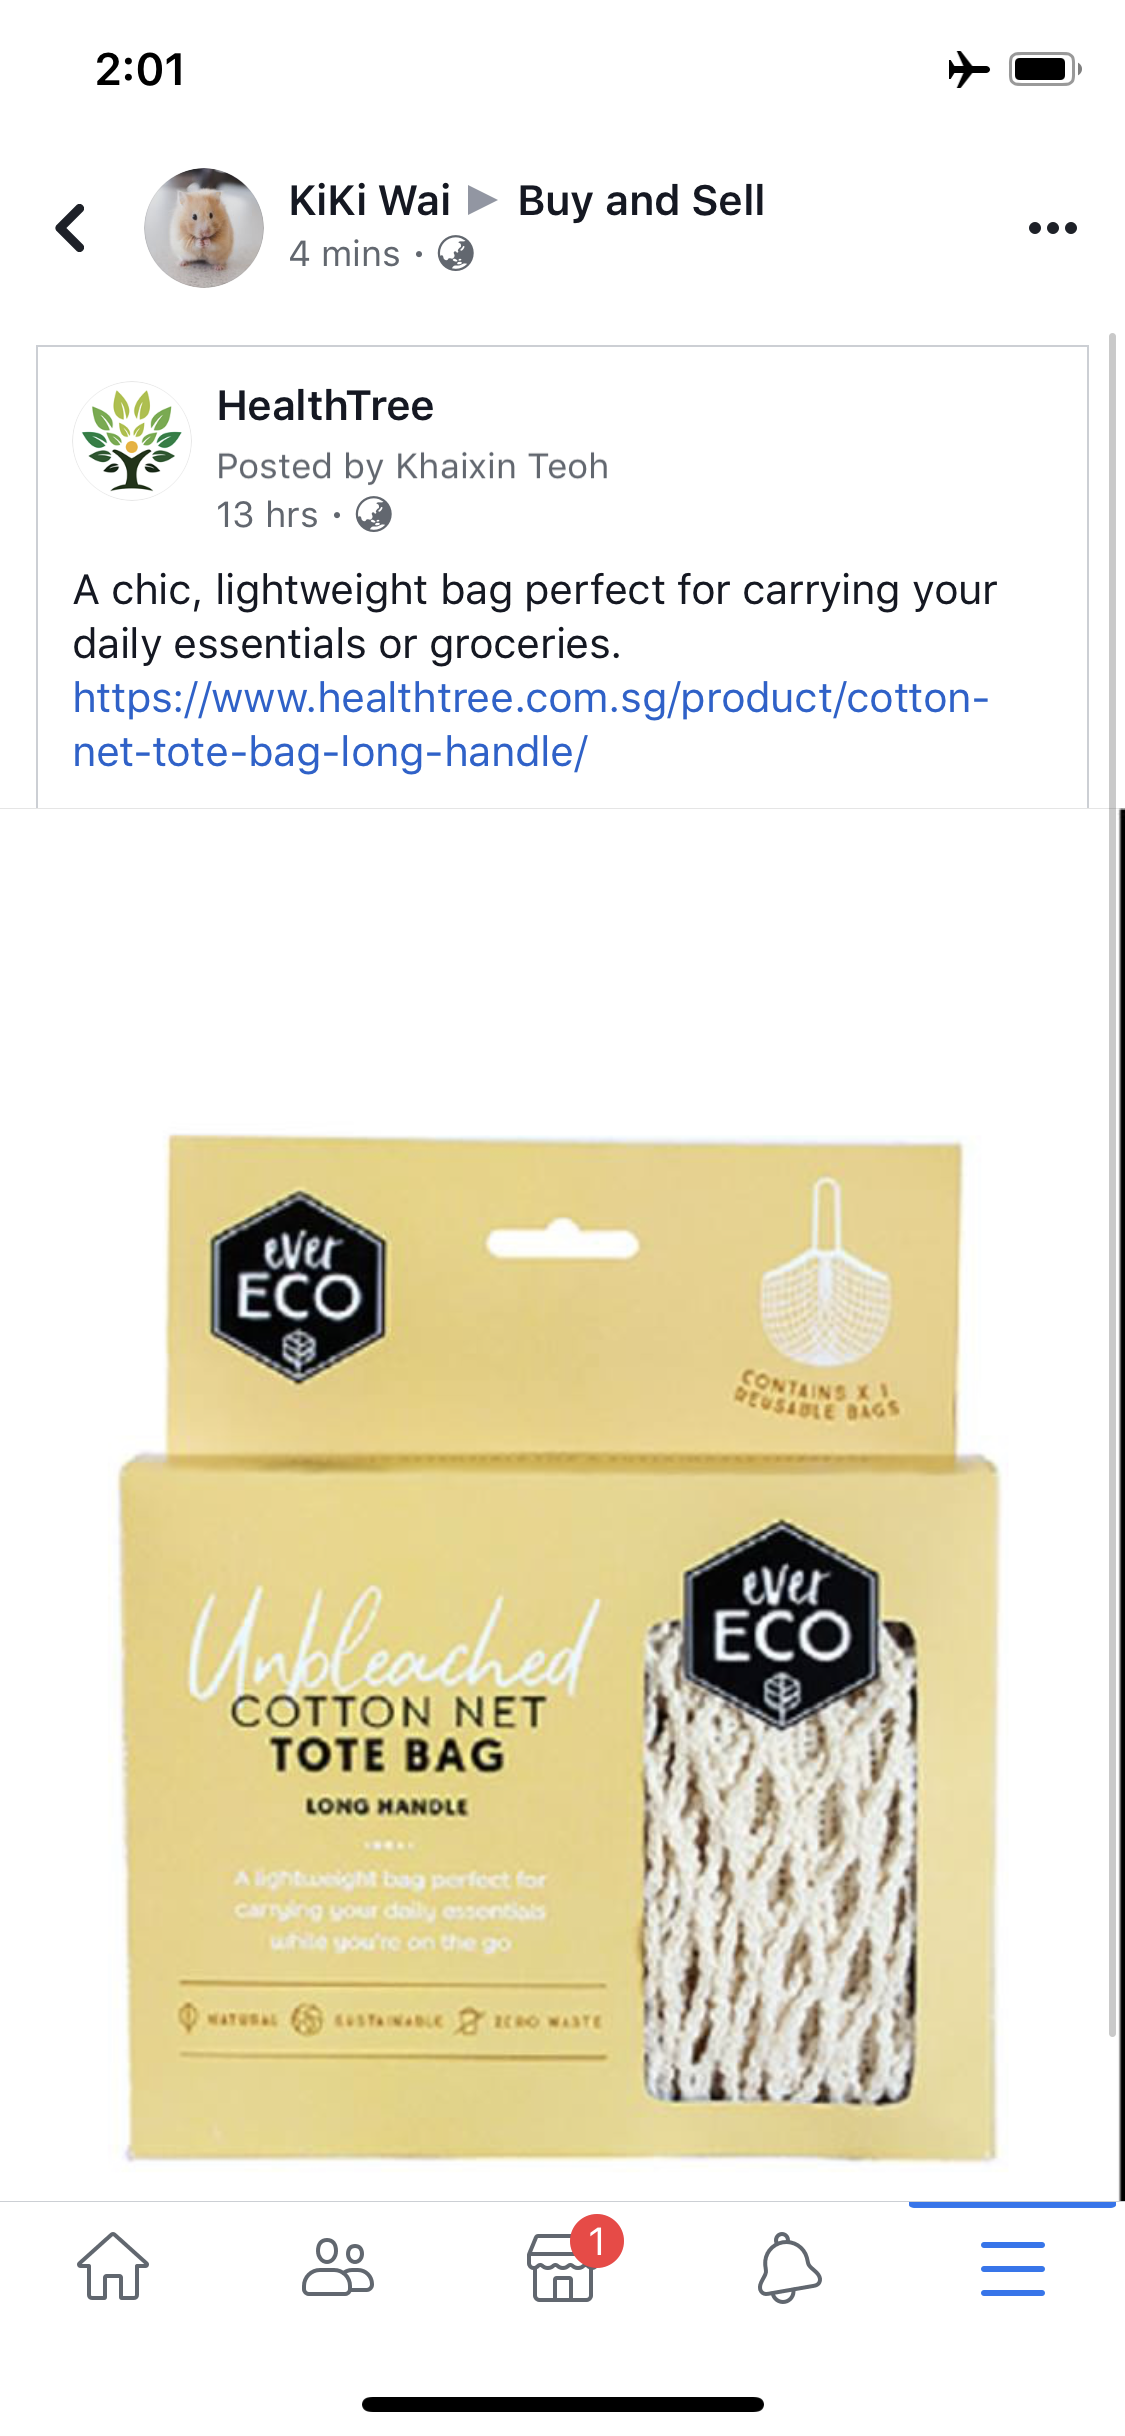 2:01
KiKi Wai ▶ Buy and Sell
4 mins ·
HealthTree
Posted by Khaixin Teoh
13 hrs ·
A chic, lightweight bag perfect for carrying your
daily essentials or groceries.
https://www.healthtree.com.sg/product/cotton-
net-tote-bag-long-handle/
ever
ECO
CONTAINS X 1
REUSABLE BAGS
ever
ECO
Unbleached
COTTON NET
TOTE BAG
LONG HANDLE
A lightweight bag perfect for
carrying your daily essentials
while you're on the go
NATURAL SUSTAINABLE ZERO WASTE
1